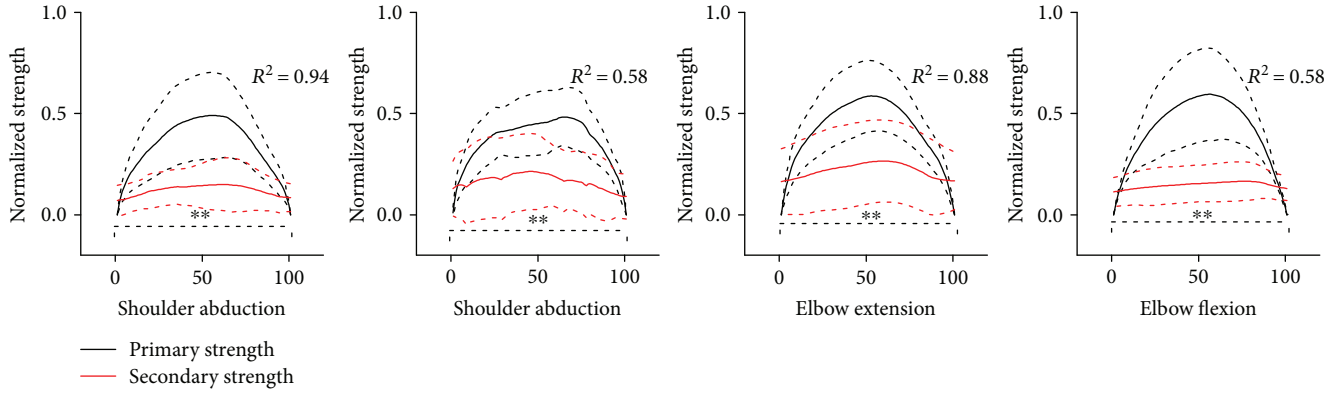 Normalized strength
1.0
0.5
0.0
R² = 0.94
**
0 50 100
Shoulder abduction
Normalized strength
1.0
0.5
0.0
R² = 0.58
**
0 50 100
Shoulder abduction
Normalized strength
1.0
0.5
0.0
R² = 0.88
**
0 50 100
Elbow extension
Normalized strength
1.0
0.5
0.0
R² = 0.58
**
0 50 100
Elbow flexion
Primary strength
Secondary strength